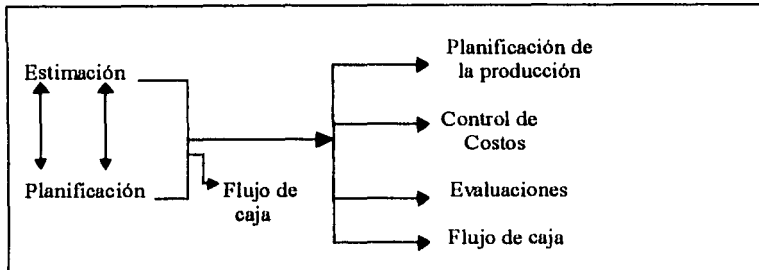 Estimación
Planificación
Flujo de
caja
Planificación de
la producción
Control de
Costos
Evaluaciones
Flujo de caja